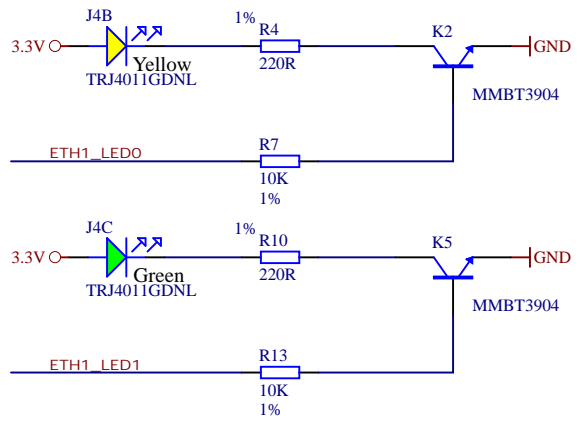 J4B
1%
R4
K2
3.3V
GND
Yellow
220R
TRJ4011GDNL
MMBT3904
R7
ETH1_LED0
10K
1%
J4C
1%
R10
K5
3.3V
GND
Green
220R
TRJ4011GDNL
MMBT3904
R13
ETH1_LED1
10K
1%